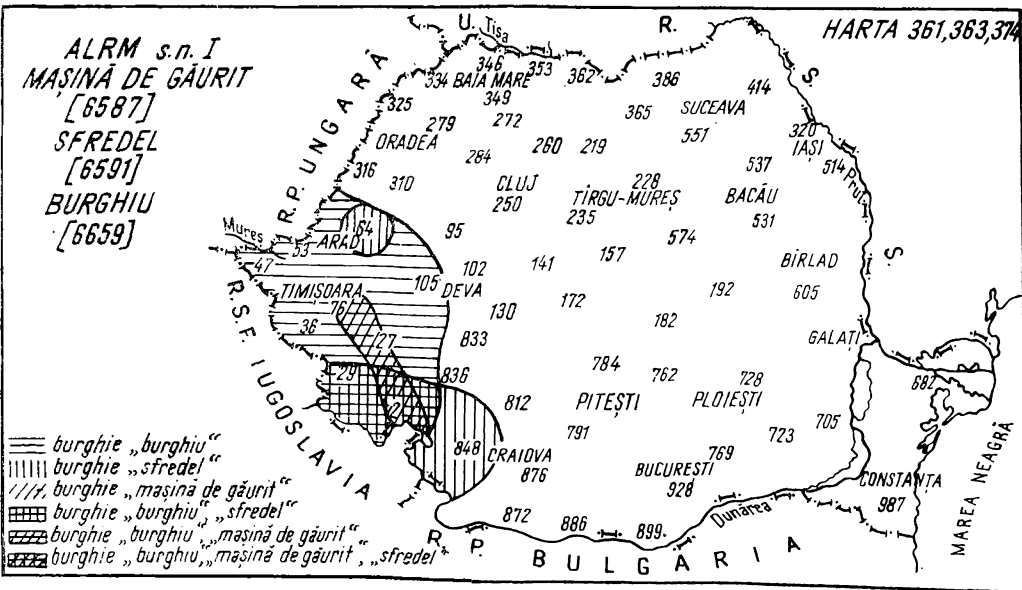 HARTA 361,363,374
ALRM s.n. I
MAȘINĂ DE GĂURIT
[6587]
SFREDEL
[6591]
BURGHIU
[6659]
R.P. UNGARĂ
U. R. S. S.
Tisa
346
353
362
386
414
334
BAIA MARE
349
325
365
SUCEAVA
279
272
551
320
IAȘI
ORADEA
284
260
219
537
514
Prut
316
310
CLUJ
228
250
TÎRGU-MUREȘ
BACĂU
235
531
64
95
574
Mureș
ARAD
53
157
BÎRLAD
47
102
141
105
DEVA
TIMIȘOARA
172
192
605
76
130
182
36
27
833
GALAȚI
784
29
836
762
728
682
812
PITEȘTI
PLOIEȘTI
2
705
791
723
848
CRAIOVA
769
876
BUCUREȘTI
928
CONSTANȚA
987
872
886
899
Dunărea
R.S.F. IUGOSLAVIA
R. P. BULGARIA
MAREA NEAGRĂ
burghie „burghiu“
burghie „sfredel“
burghie „mașină de găurit“
burghie „burghiu“, „sfredel“
burghie „burghiu“, „mașină de găurit“
burghie „burghiu,„mașină de găurit“, „sfredel“